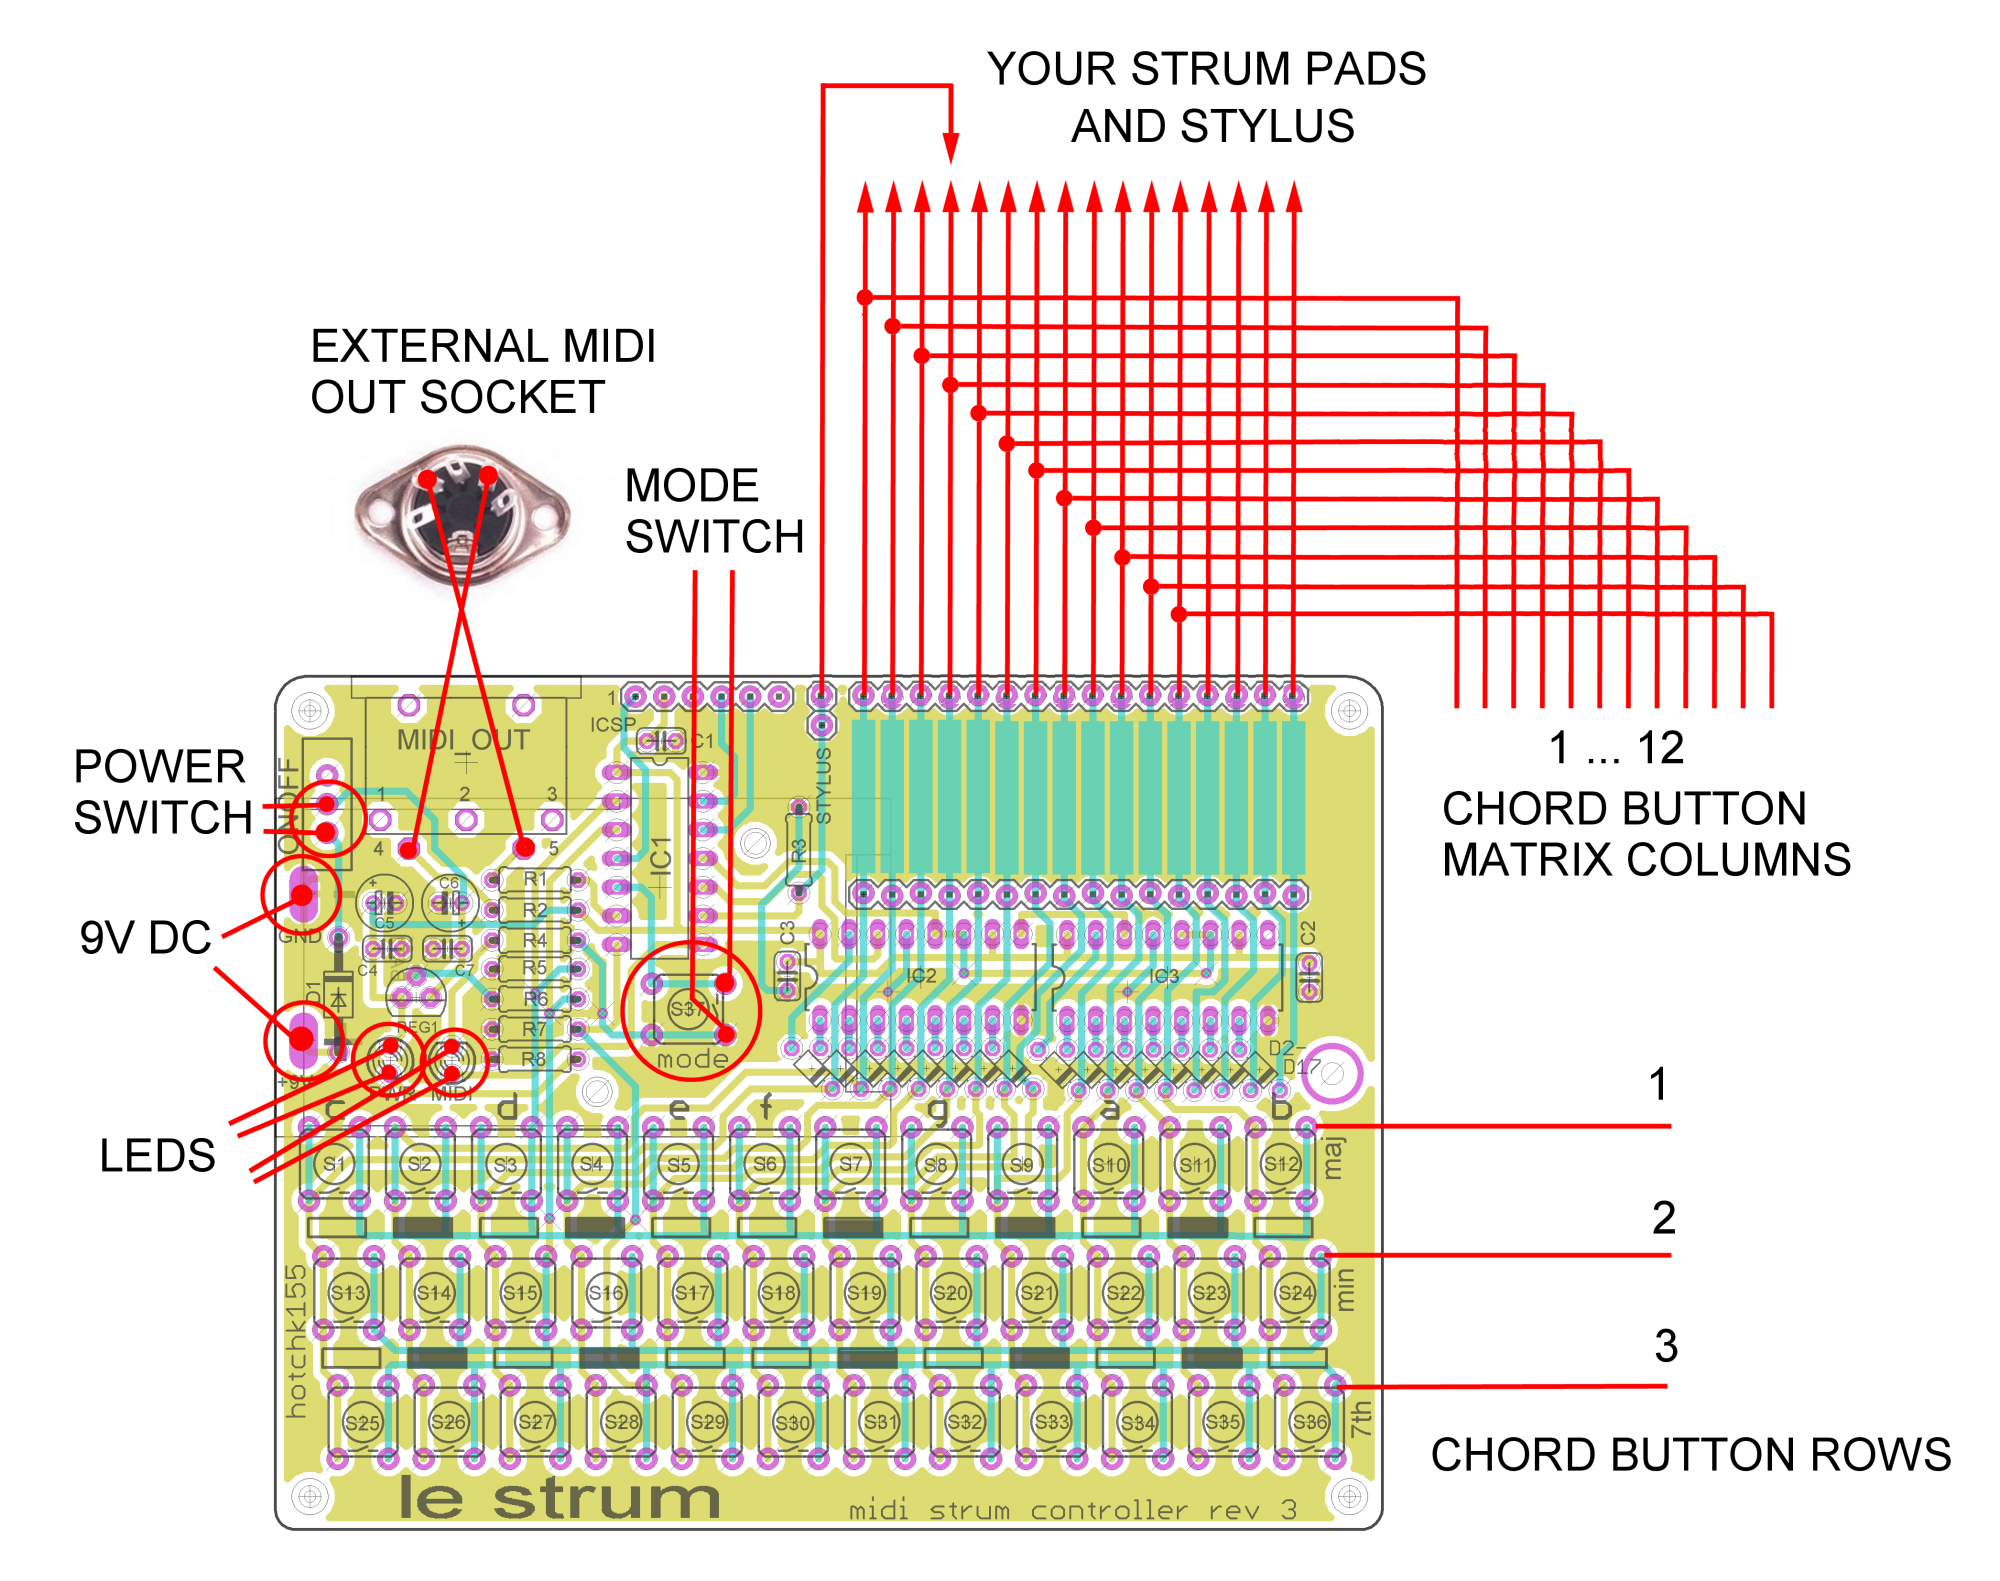 YOUR STRUM PADS
AND STYLUS
EXTERNAL MIDI
OUT SOCKET
MODE
SWITCH
POWER
SWITCH
9V DC
LEDS
1 ... 12
CHORD BUTTON
MATRIX COLUMNS
1
2
3
CHORD BUTTON ROWS
1
ICSP
C1
MIDI_OUT
ON
OFF
1
2
3
4
5
STYLUS
IC1
R3
C6
C5
C4
C7
R1
R2
R4
R5
R6
R7
R8
GND
D1
REG1
+9V
PWR
MIDI
S37
mode
C3
IC2
IC3
C2
D2-
D17
c
d
e
f
g
a
b
S1
S2
S3
S4
S5
S6
S7
S8
S9
S10
S11
S12
maj
S13
S14
S15
S16
S17
S18
S19
S20
S21
S22
S23
S24
min
S25
S26
S27
S28
S29
S30
S31
S32
S33
S34
S35
S36
7th
hotchk155
le strum
midi strum controller rev 3